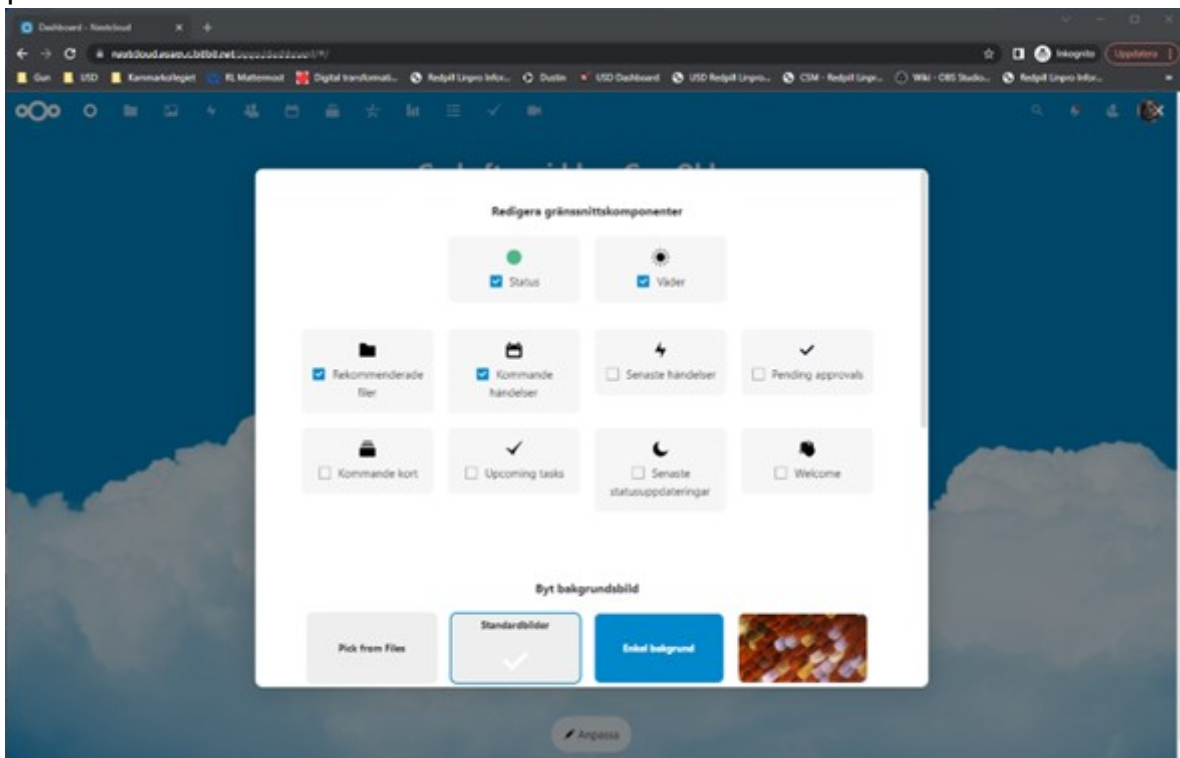 Dashboard - Nextcloud
Inkognito
Uppdatera
Gun
USD
Kammarkollegiet
RL Mattermost
Digital transformati...
Redpill Linpro Infor...
Dustin
USD Dashboard
USD Redpill Linpro...
CSM - Redpill Linpr...
Wiki - OBS Studio...
Redpill Linpro Infor...
Redigera gränssnittskomponenter
Status
Väder
Rekommenderade
filer
Kommande
händelser
Senaste händelser
Pending approvals
Kommande kort
Upcoming tasks
Senaste
statusuppdateringar
Welcome
Byt bakgrundsbild
Pick from Files
Standardbilder
Enkel bakgrund
Anpassa